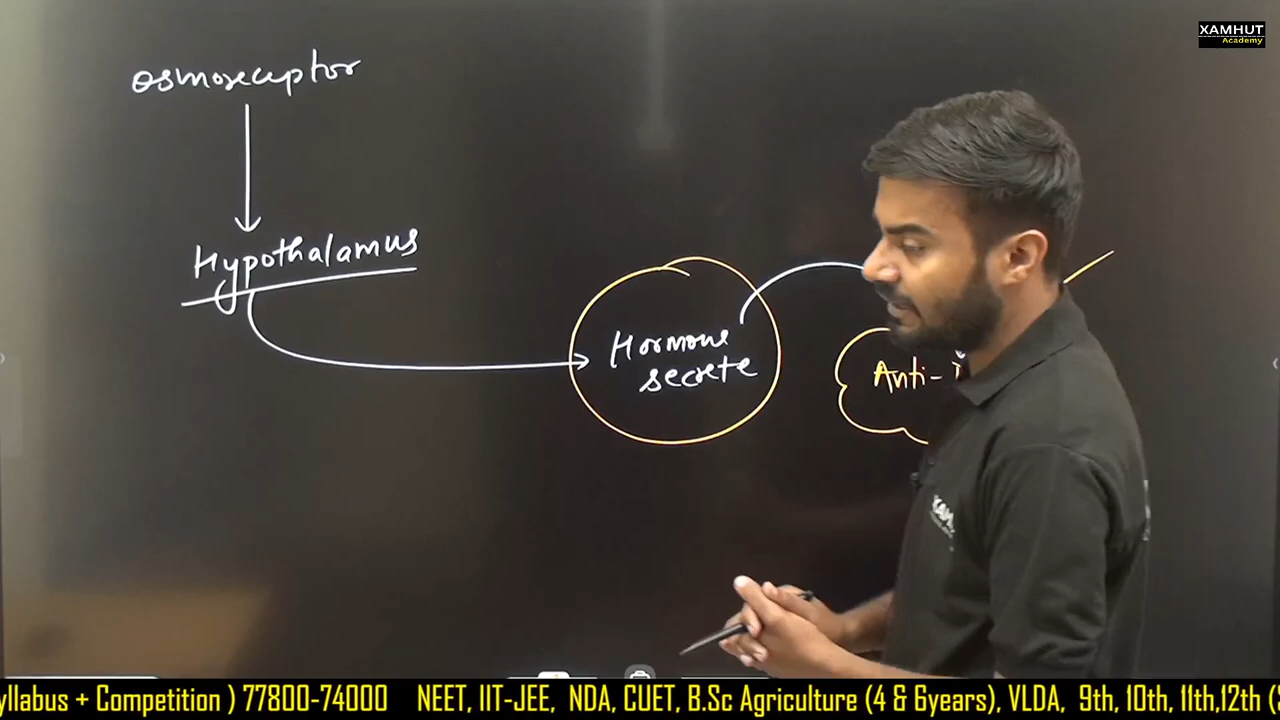 XAMHUT
Academy
osmoreceptor
Hypothalamus
Hormone
secrete
Anti-
yllabus + Competition ) 77800-74000 NEET, IIT-JEE, NDA, CUET, B.Sc Agriculture (4 & 6years), VLDA, 9th, 10th, 11th,12th (